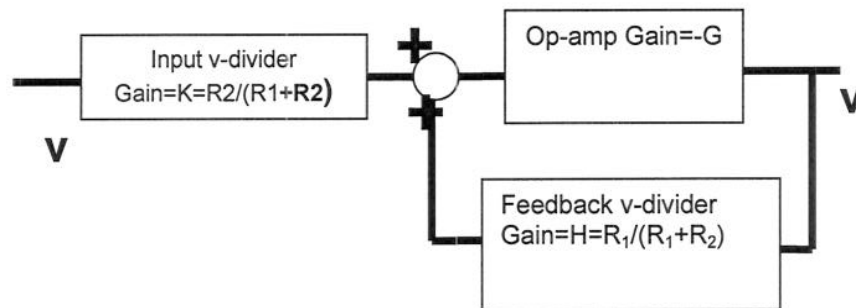 Input v-divider
Gain=K=R2/(R1+R2)
+
Op-amp Gain=-G
+
V
V
Feedback v-divider
Gain=H=R₁/(R₁+R₂)